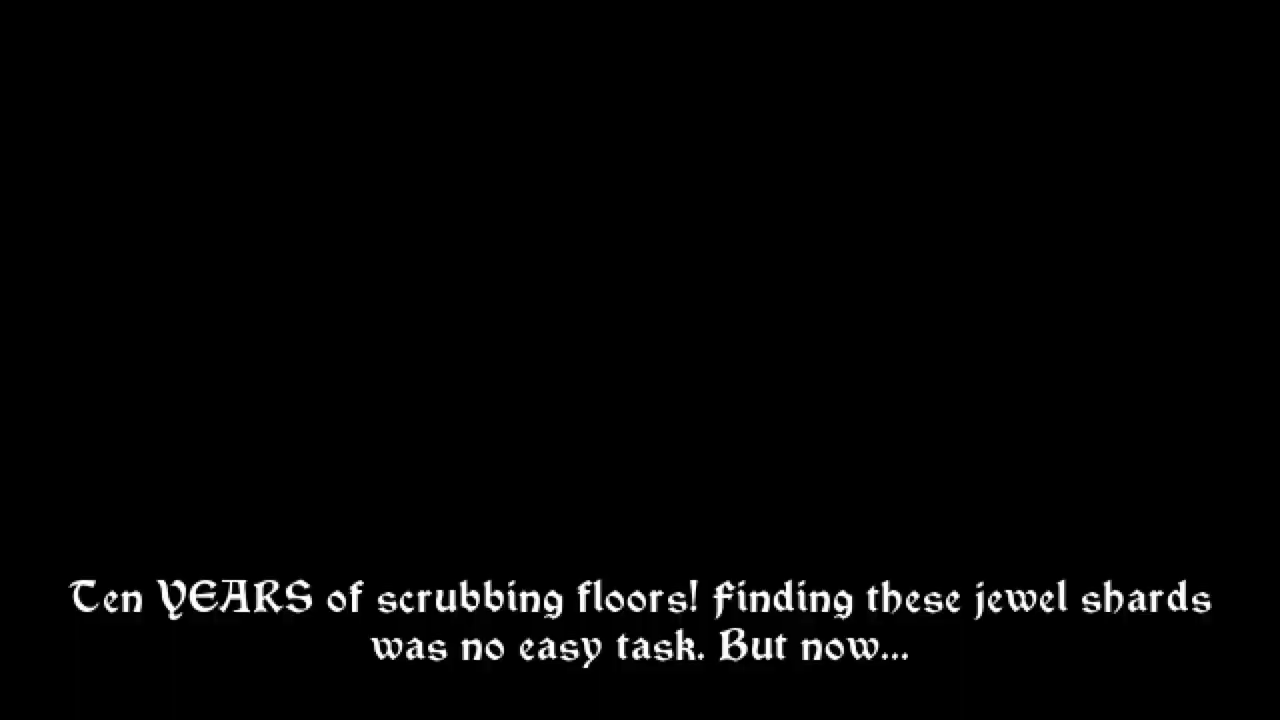 Ten YEARS of scrubbing floors! Finding these jewel shards
was no easy task. But now...